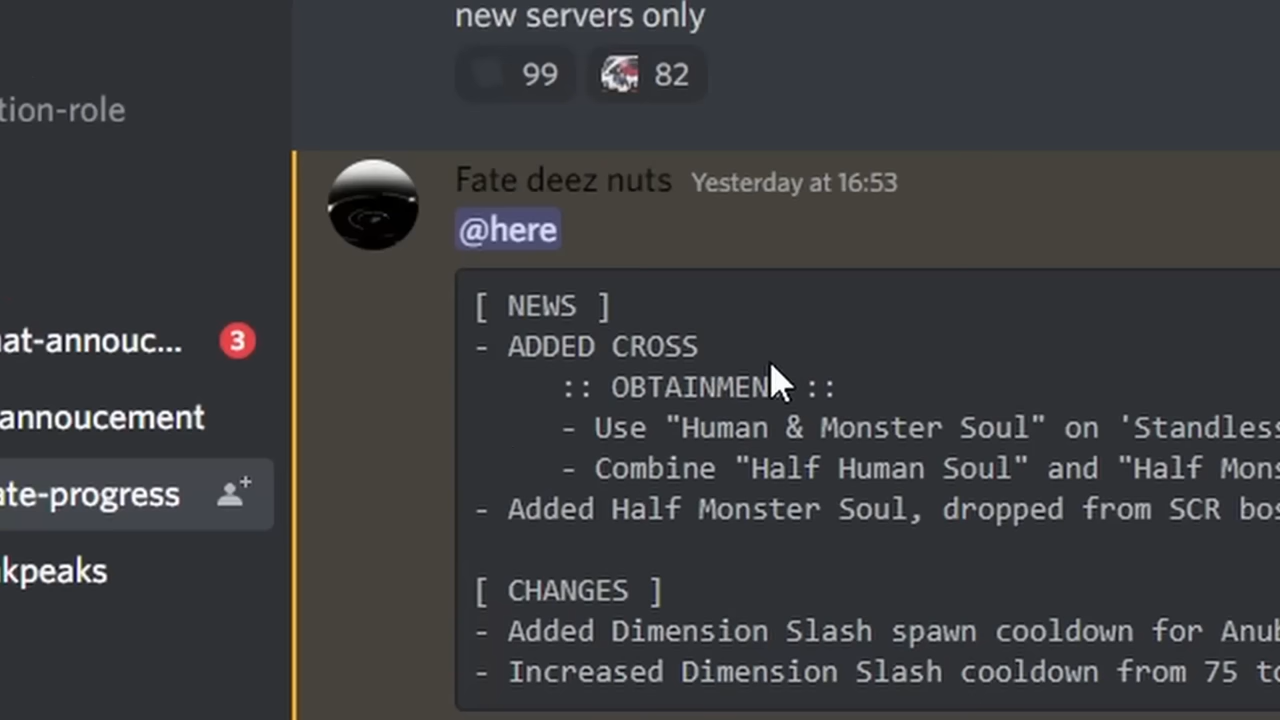 new servers only
99 82
tion-role
Fate deez nuts Yesterday at 16:53
@here
[ NEWS ]
- ADDED CROSS
:: OBTAINMENT ::
- Use "Human & Monster Soul" on 'Standless
- Combine "Half Human Soul" and "Half Mons
- Added Half Monster Soul, dropped from SCR bos
[ CHANGES ]
- Added Dimension Slash spawn cooldown for Anub
- Increased Dimension Slash cooldown from 75 to
at-annouc... 3
annoucement
ate-progress
kpeaks